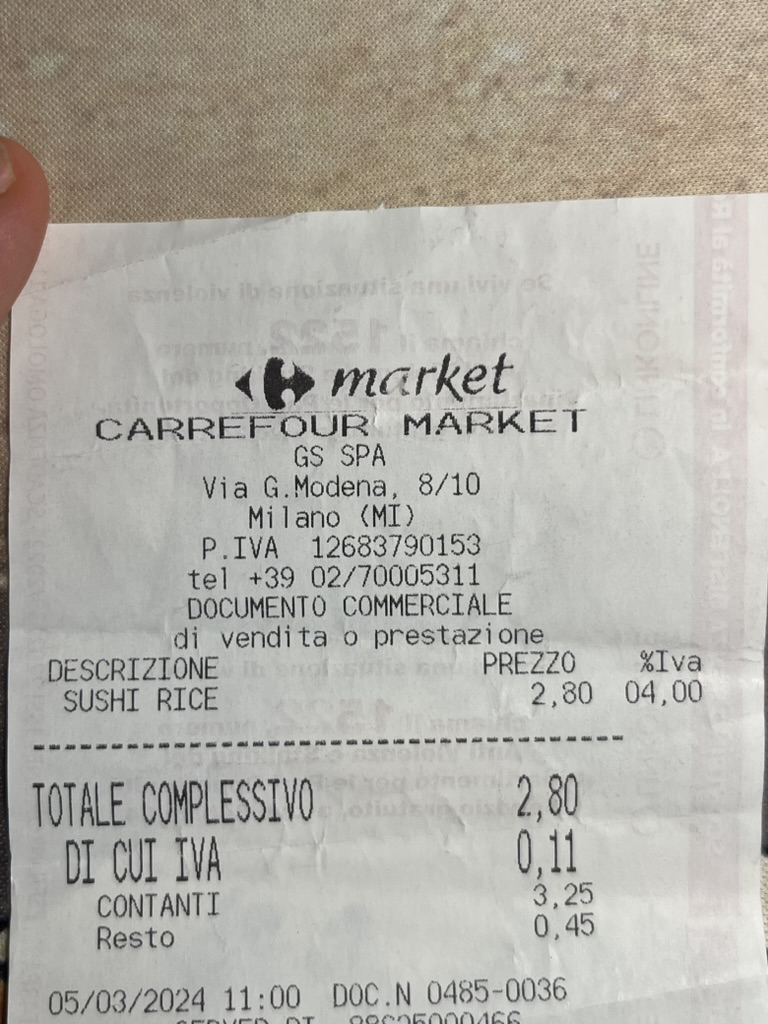 market
CARREFOUR MARKET
GS SPA
Via G.Modena, 8/10
Milano (MI)
P.IVA 12683790153
tel +39 02/70005311
DOCUMENTO COMMERCIALE
di vendita o prestazione
DESCRIZIONE PREZZO %Iva
SUSHI RICE 2,80 04,00
TOTALE COMPLESSIVO 2,80
DI CUI IVA 0,11
CONTANTI 3,25
Resto 0,45
05/03/2024 11:00 DOC.N 0485-0036